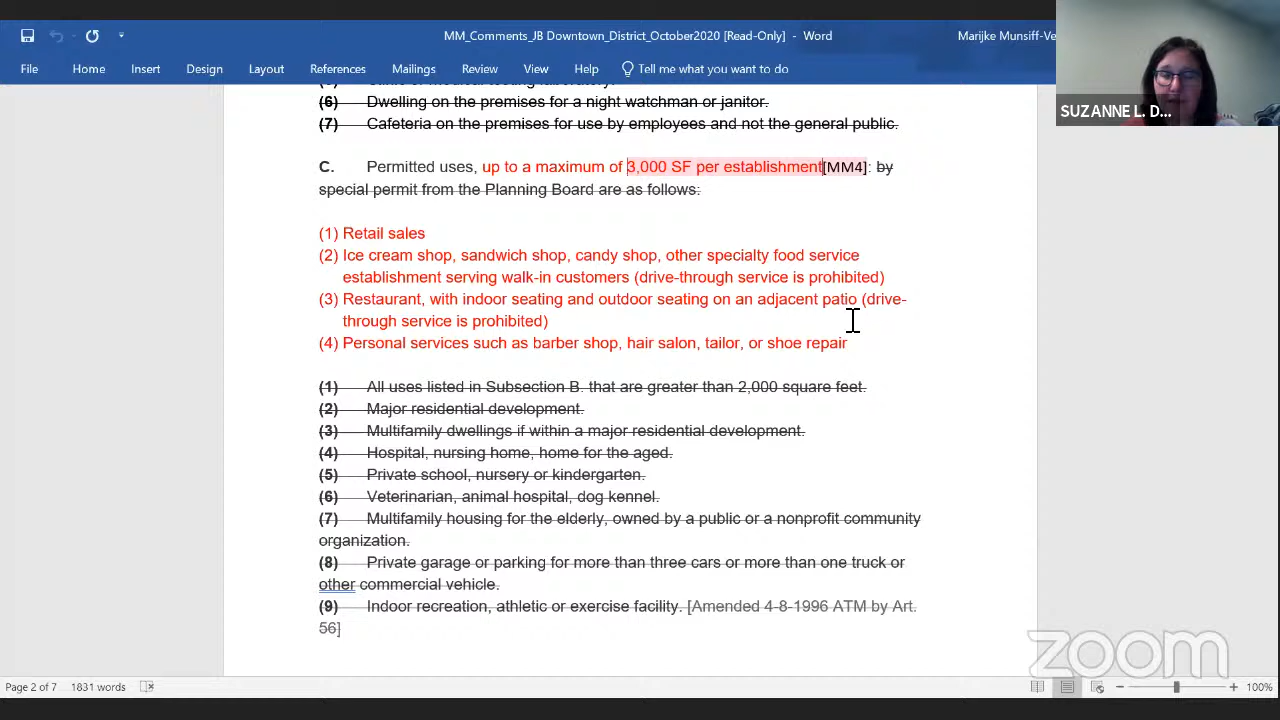 MM_Comments_JB Downtown_District_October2020 [Read-Only] - Word
Marijke Munsiff-Ve
File Home Insert Design Layout References Mailings Review View Help Tell me what you want to do
SUZANNE L. D...
(6) Dwelling on the premises for a night watchman or janitor.
(7) Cafeteria on the premises for use by employees and not the general public.
C. Permitted uses, up to a maximum of 3,000 SF per establishment[MM4]: by
special permit from the Planning Board are as follows:
(1) Retail sales
(2) Ice cream shop, sandwich shop, candy shop, other specialty food service
establishment serving walk-in customers (drive-through service is prohibited)
(3) Restaurant, with indoor seating and outdoor seating on an adjacent patio (drive-
through service is prohibited)
(4) Personal services such as barber shop, hair salon, tailor, or shoe repair
(1) All uses listed in Subsection B. that are greater than 2,000 square feet.
(2) Major residential development.
(3) Multifamily dwellings if within a major residential development.
(4) Hospital, nursing home, home for the aged.
(5) Private school, nursery or kindergarten.
(6) Veterinarian, animal hospital, dog kennel.
(7) Multifamily housing for the elderly, owned by a public or a nonprofit community
organization.
(8) Private garage or parking for more than three cars or more than one truck or
other commercial vehicle.
(9) Indoor recreation, athletic or exercise facility. [Amended 4-8-1996 ATM by Art.
56]
zoom
Page 2 of 7 1831 words
100%